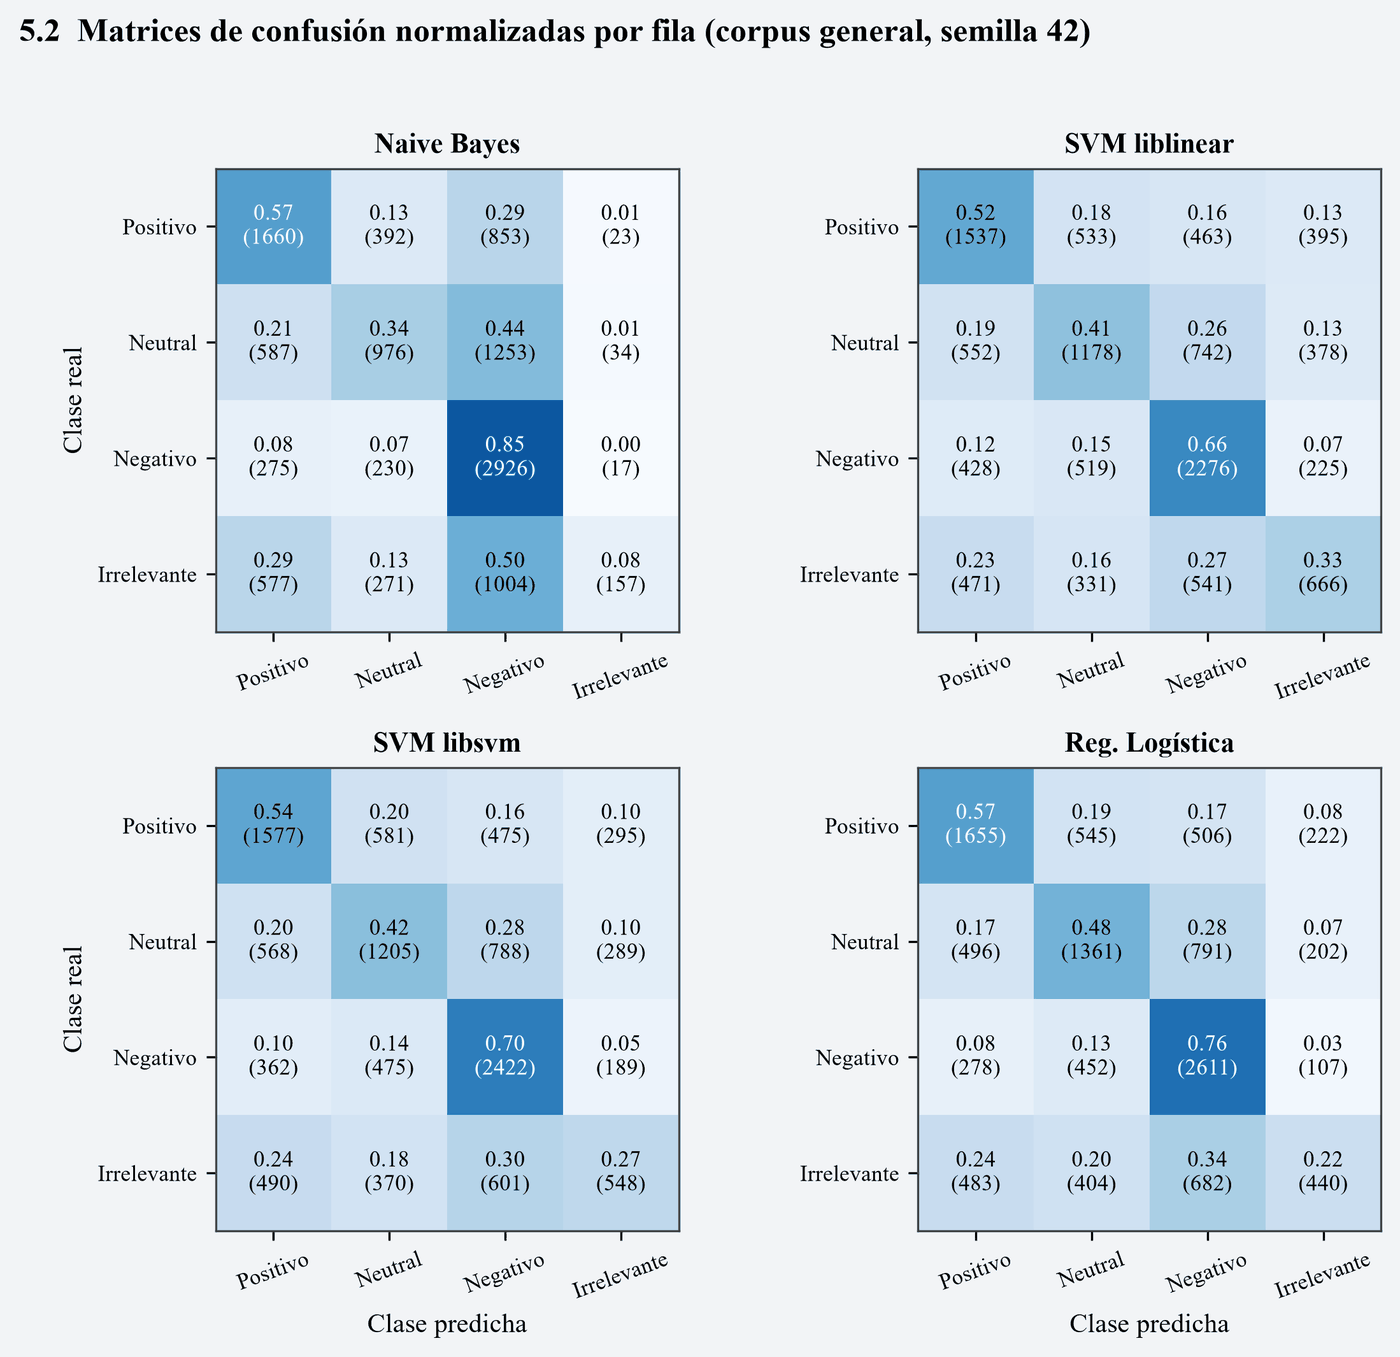 5.2 Matrices de confusión normalizadas por fila (corpus general, semilla 42)
Naive Bayes
Clase real
Positivo
0.57 0.13 0.29 0.01
(1660) (392) (853) (23)
Neutral
0.21 0.34 0.44 0.01
(587) (976) (1253) (34)
Negativo
0.08 0.07 0.85 0.00
(275) (230) (2926) (17)
Irrelevante
0.29 0.13 0.50 0.08
(577) (271) (1004) (157)
Positivo Neutral Negativo Irrelevante
SVM liblinear
Positivo
0.52 0.18 0.16 0.13
(1537) (533) (463) (395)
Neutral
0.19 0.41 0.26 0.13
(552) (1178) (742) (378)
Negativo
0.12 0.15 0.66 0.07
(428) (519) (2276) (225)
Irrelevante
0.23 0.16 0.27 0.33
(471) (331) (541) (666)
Positivo Neutral Negativo Irrelevante
SVM libsvm
Clase real
Positivo
0.54 0.20 0.16 0.10
(1577) (581) (475) (295)
Neutral
0.20 0.42 0.28 0.10
(568) (1205) (788) (289)
Negativo
0.10 0.14 0.70 0.05
(362) (475) (2422) (189)
Irrelevante
0.24 0.18 0.30 0.27
(490) (370) (601) (548)
Positivo Neutral Negativo Irrelevante
Clase predicha
Reg. Logística
Positivo
0.57 0.19 0.17 0.08
(1655) (545) (506) (222)
Neutral
0.17 0.48 0.28 0.07
(496) (1361) (791) (202)
Negativo
0.08 0.13 0.76 0.03
(278) (452) (2611) (107)
Irrelevante
0.24 0.20 0.34 0.22
(483) (404) (682) (440)
Positivo Neutral Negativo Irrelevante
Clase predicha